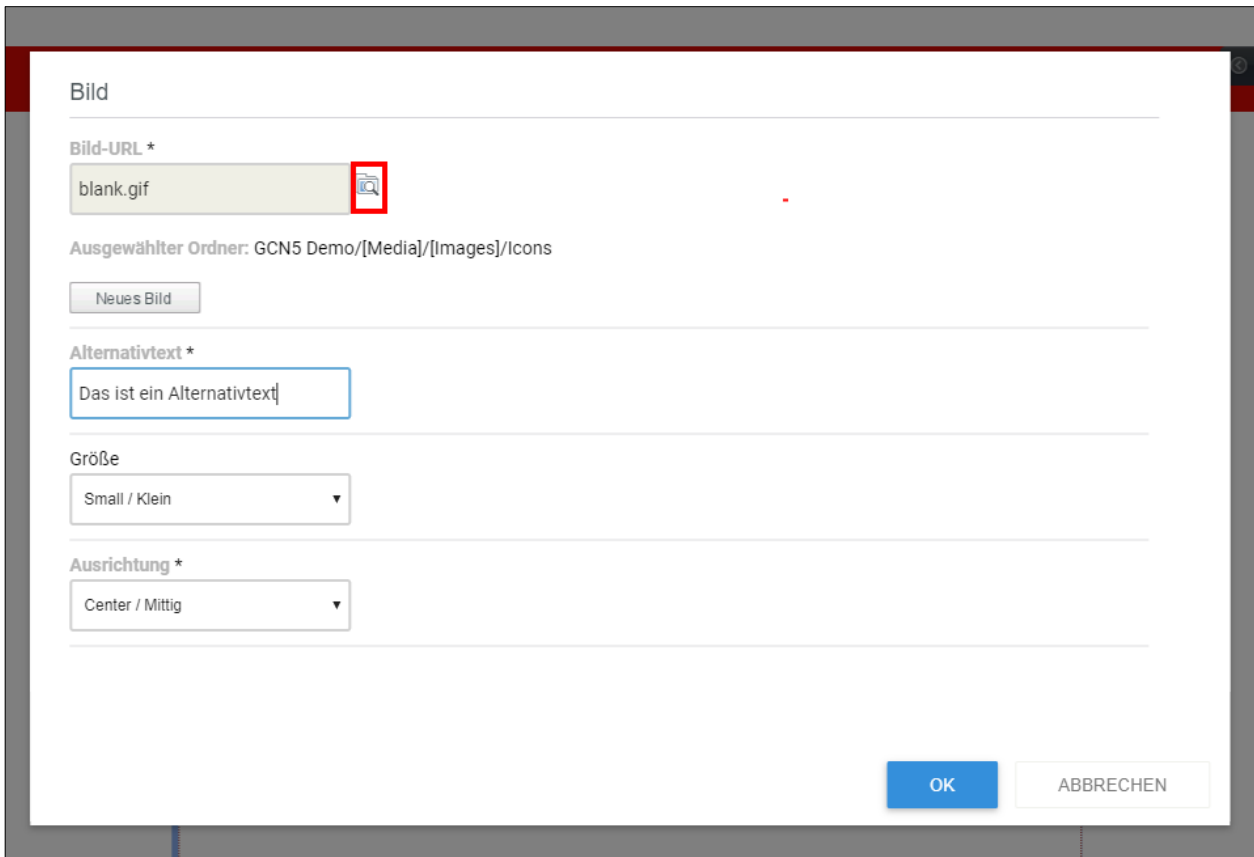 Bild
Bild-URL *
blank.gif
Ausgewählter Ordner: GCN5 Demo/[Media]/[Images]/Icons
Neues Bild
Alternativtext *
Das ist ein Alternativtext
Größe
Small / Klein
Ausrichtung *
Center / Mittig
OK
ABBRECHEN